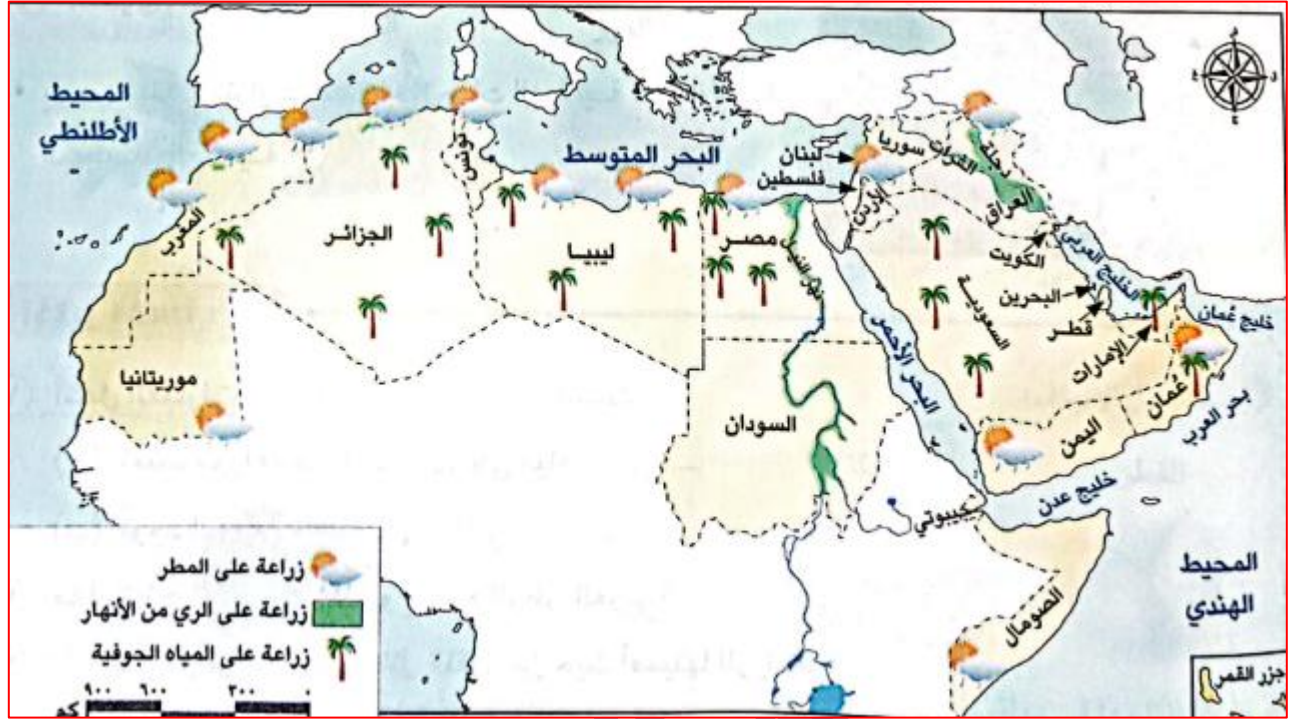 المحيط
الأطلنطي
البحر المتوسط
تونس
المغرب
الجزائر
ليبيا
مصر
نهر النيل
موريتانيا
السودان
لبنان
فلسطين
سوريا
الأردن
الفرات
دجلة
العراق
الكويت
الخليج العربي
البحرين
قطر
السعودية
الإمارات
خليج عُمان
عُمان
بحر العرب
اليمن
البحر الأحمر
خليج عدن
جيبوتي
الصومال
المحيط
الهندي
جزر القمر
زراعة على المطر
زراعة على الري من الأنهار
زراعة على المياه الجوفية
٩٠٠ ٦٠٠ ٣٠٠ ٠
كم